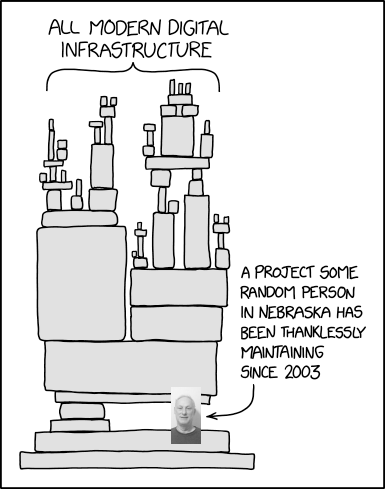 ALL MODERN DIGITAL
INFRASTRUCTURE
A PROJECT SOME
RANDOM PERSON
IN NEBRASKA HAS
BEEN THANKLESSLY
MAINTAINING
SINCE 2003